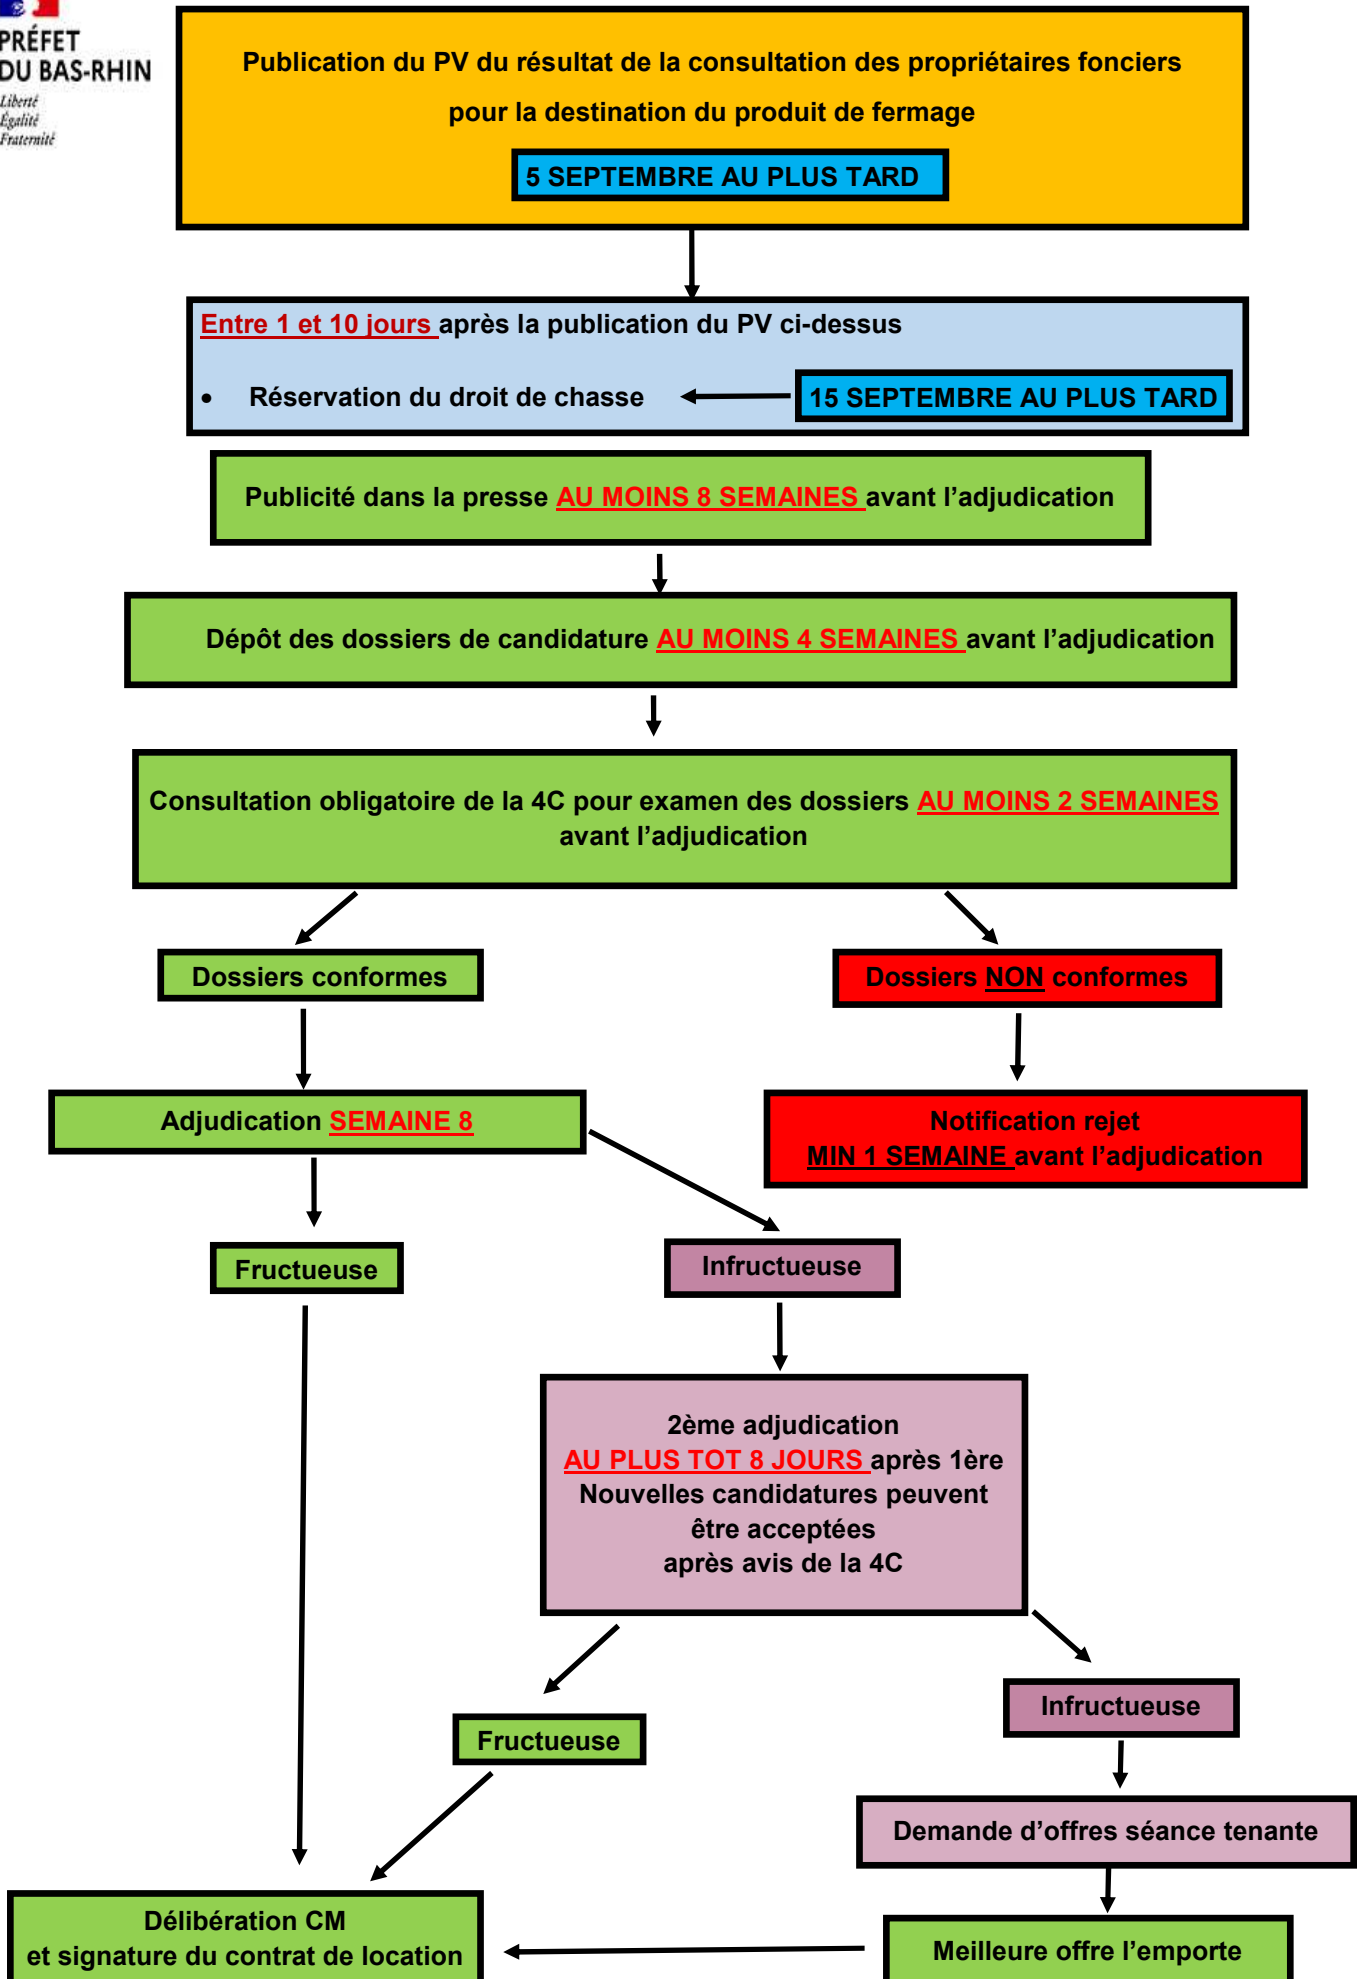 PRÉFET
DU BAS-RHIN
Liberté
Égalité
Fraternité
Publication du PV du résultat de la consultation des propriétaires fonciers
pour la destination du produit de fermage
5 SEPTEMBRE AU PLUS TARD
Entre 1 et 10 jours après la publication du PV ci-dessus
• Réservation du droit de chasse
15 SEPTEMBRE AU PLUS TARD
Publicité dans la presse AU MOINS 8 SEMAINES avant l’adjudication
Dépôt des dossiers de candidature AU MOINS 4 SEMAINES avant l’adjudication
Consultation obligatoire de la 4C pour examen des dossiers AU MOINS 2 SEMAINES
avant l’adjudication
Dossiers conformes
Dossiers NON conformes
Adjudication SEMAINE 8
Notification rejet
MIN 1 SEMAINE avant l’adjudication
Fructueuse
Infructueuse
2ème adjudication
AU PLUS TOT 8 JOURS après 1ère
Nouvelles candidatures peuvent
être acceptées
après avis de la 4C
Infructueuse
Fructueuse
Demande d’offres séance tenante
Délibération CM
et signature du contrat de location
Meilleure offre l’emporte